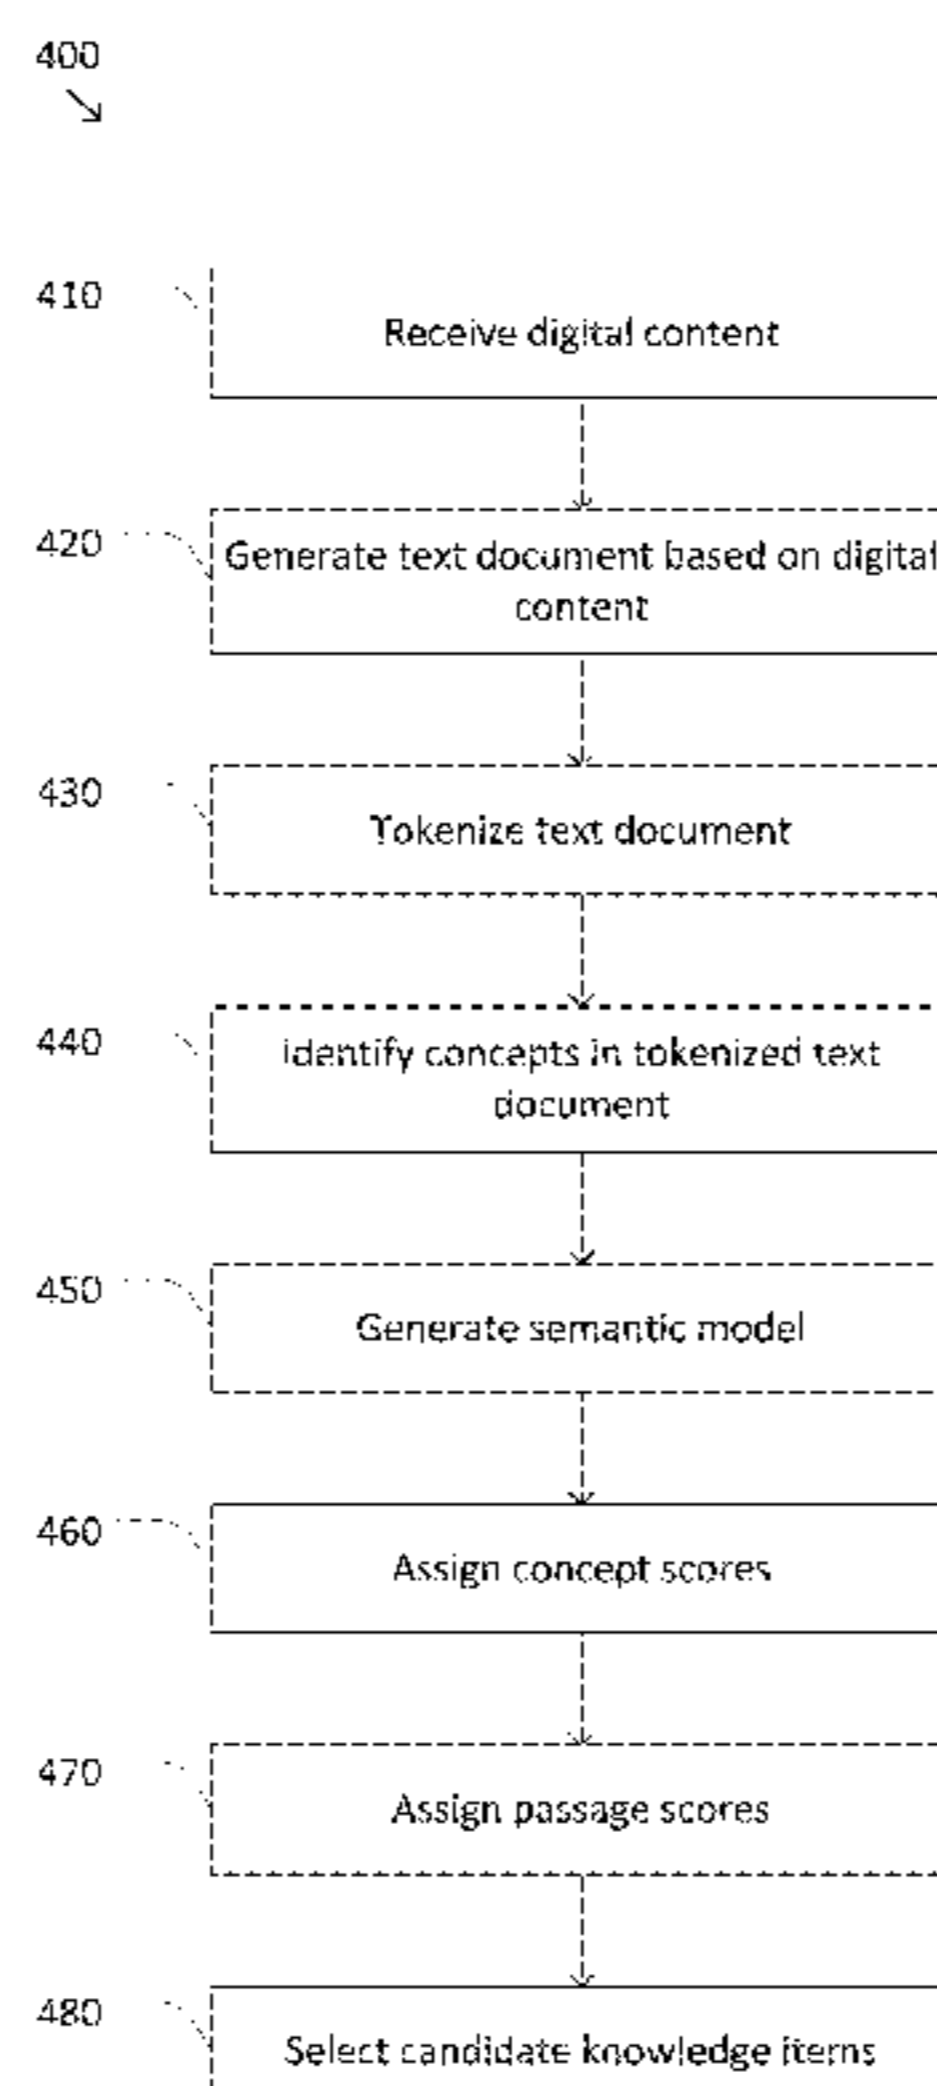 400
410
Receive digital content
420
Generate text document based on digital
content
430
Tokenize text document
440
Identify concepts in tokenized text
document
450
Generate semantic model
460
Assign concept scores
470
Assign passage scores
480
Select candidate knowledge items